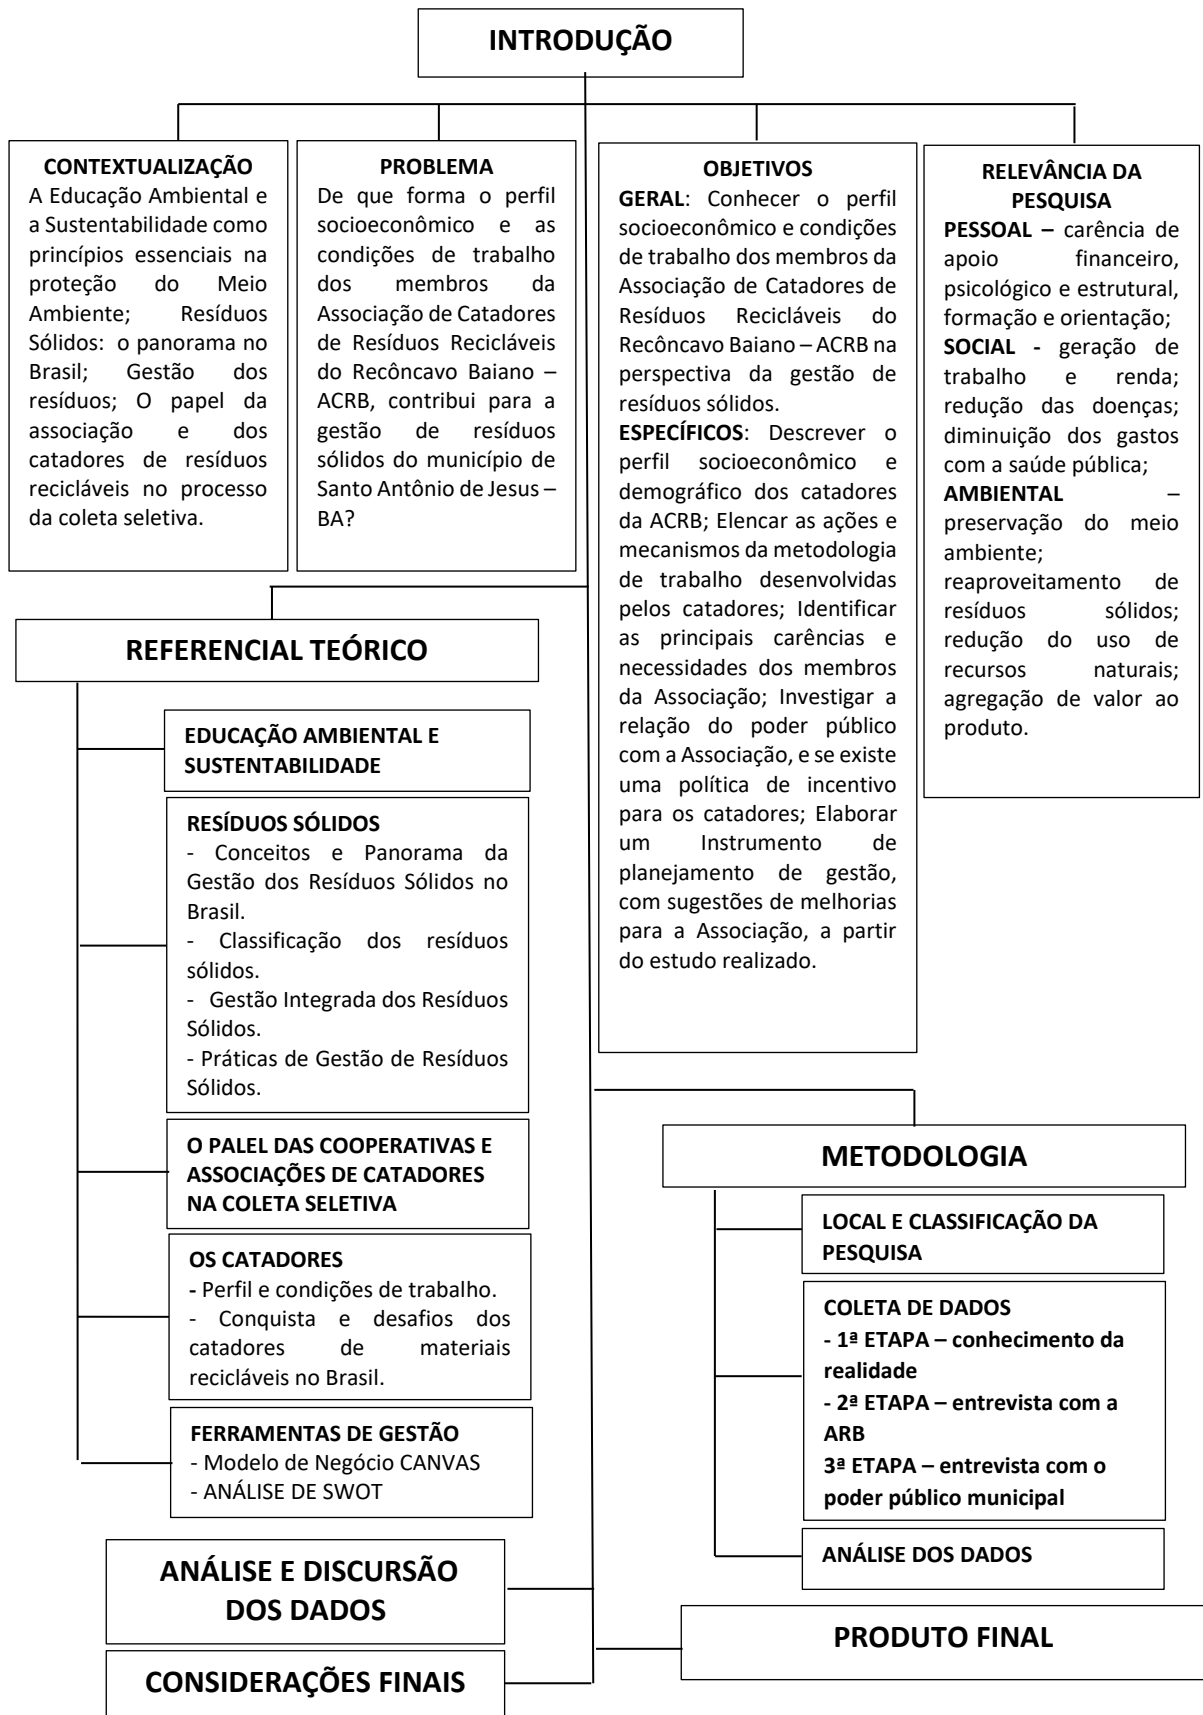 INTRODUÇÃO
CONTEXTUALIZAÇÃO
A Educação Ambiental e
a Sustentabilidade como
princípios essenciais na
proteção do Meio
Ambiente; Resíduos
Sólidos: o panorama no
Brasil; Gestão dos
resíduos; O papel da
associação e dos
catadores de resíduos
recicláveis no processo
da coleta seletiva.
PROBLEMA
De que forma o perfil
socioeconômico e as
condições de trabalho
dos membros da
Associação de Catadores
de Resíduos Recicláveis
do Recôncavo Baiano –
ACRB, contribui para a
gestão de resíduos
sólidos do município de
Santo Antônio de Jesus –
BA?
OBJETIVOS
GERAL: Conhecer o perfil
socioeconômico e condições
de trabalho dos membros da
Associação de Catadores de
Resíduos Recicláveis do
Recôncavo Baiano – ACRB na
perspectiva da gestão de
resíduos sólidos.
ESPECÍFICOS: Descrever o
perfil socioeconômico e
demográfico dos catadores
da ACRB; Elencar as ações e
mecanismos da metodologia
de trabalho desenvolvidas
pelos catadores; Identificar
as principais carências e
necessidades dos membros
da Associação; Investigar a
relação do poder público
com a Associação, e se existe
uma política de incentivo
para os catadores; Elaborar
um Instrumento de
planejamento de gestão,
com sugestões de melhorias
para a Associação, a partir
do estudo realizado.
RELEVÂNCIA DA
PESQUISA
PESSOAL – carência de
apoio financeiro,
psicológico e estrutural,
formação e orientação;
SOCIAL - geração de
trabalho e renda;
redução das doenças;
diminuição dos gastos
com a saúde pública;
AMBIENTAL –
preservação do meio
ambiente;
reaproveitamento de
resíduos sólidos;
redução do uso de
recursos naturais;
agregação de valor ao
produto.
REFERENCIAL TEÓRICO
EDUCAÇÃO AMBIENTAL E
SUSTENTABILIDADE
RESÍDUOS SÓLIDOS
- Conceitos e Panorama da
Gestão dos Resíduos Sólidos no
Brasil.
- Classificação dos resíduos
sólidos.
- Gestão Integrada dos Resíduos
Sólidos.
- Práticas de Gestão de Resíduos
Sólidos.
O PALEL DAS COOPERATIVAS E
ASSOCIAÇÕES DE CATADORES
NA COLETA SELETIVA
OS CATADORES
- Perfil e condições de trabalho.
- Conquista e desafios dos
catadores de materiais
recicláveis no Brasil.
FERRAMENTAS DE GESTÃO
- Modelo de Negócio CANVAS
- ANÁLISE DE SWOT
METODOLOGIA
LOCAL E CLASSIFICAÇÃO DA
PESQUISA
COLETA DE DADOS
- 1ª ETAPA – conhecimento da
realidade
- 2ª ETAPA – entrevista com a
ARB
3ª ETAPA – entrevista com o
poder público municipal
ANÁLISE DOS DADOS
ANÁLISE E DISCURSÃO
DOS DADOS
PRODUTO FINAL
CONSIDERAÇÕES FINAIS